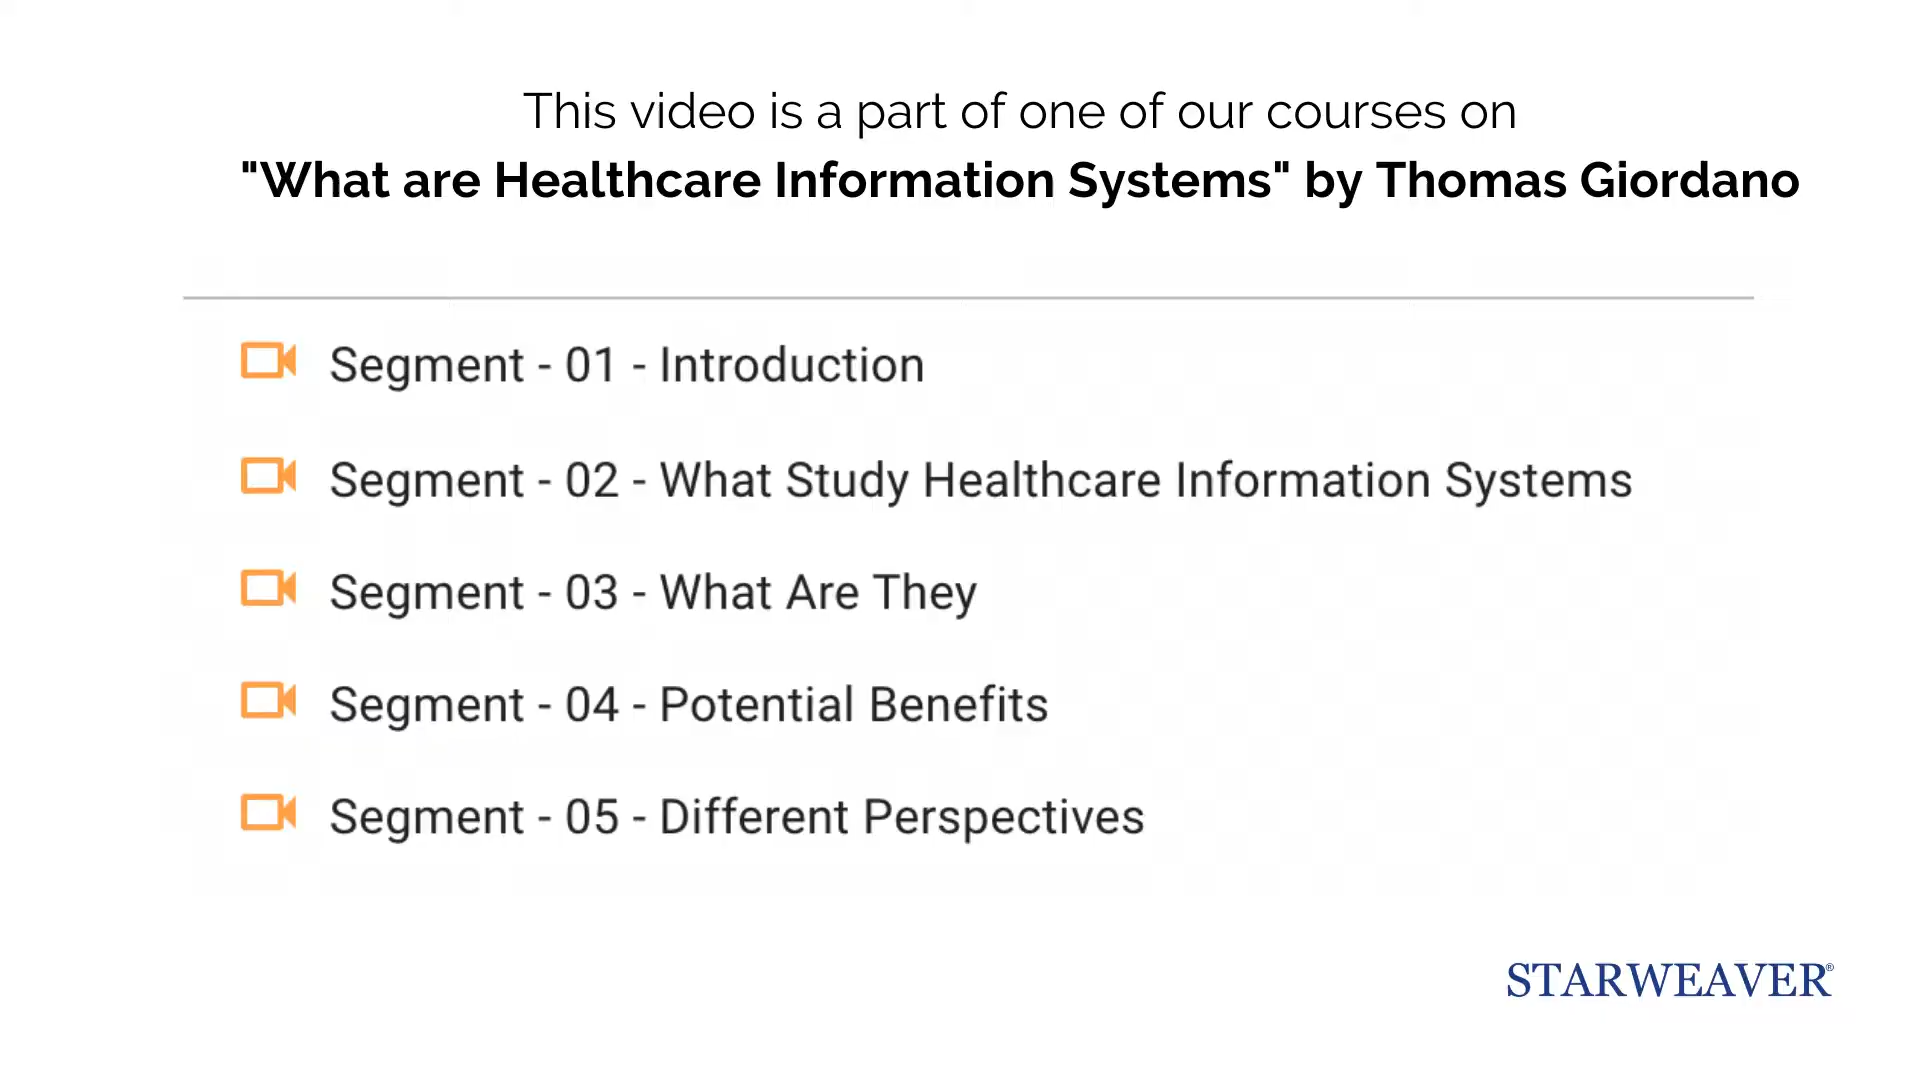 This video is a part of one of our courses on
"What are Healthcare Information Systems" by Thomas Giordano
Segment - 01 - Introduction
Segment - 02 - What Study Healthcare Information Systems
Segment - 03 - What Are They
Segment - 04 - Potential Benefits
Segment - 05 - Different Perspectives
STARWEAVER®